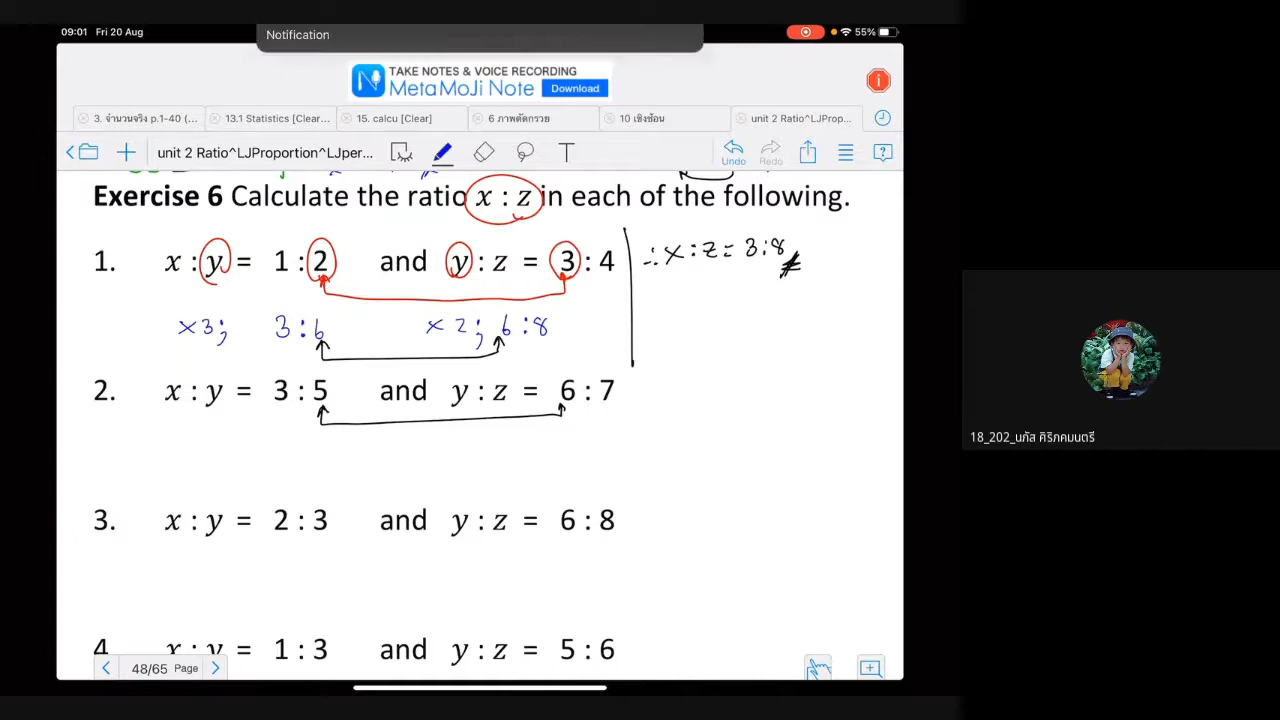 09:01 Fri 20 Aug
Notification
55%
TAKE NOTES & VOICE RECORDING
MetaMoJi Note
Download
3. จำนวนจริง p.1-40 (...
13.1 Statistics [Clear...
15. calcu [Clear]
6 ภาพตัดกรวย
10 เชิงซ้อน
unit 2 Ratio^LJProp...
unit 2 Ratio^LJProportion^LJper...
T
Undo
Redo
Exercise 6 Calculate the ratio x : z in each of the following.
1. x : y = 1 : 2 and y : z = 3 : 4
∴ x : z = 3 : 8
×3; 3 : 6 ×2; 6 : 8
2. x : y = 3 : 5 and y : z = 6 : 7
3. x : y = 2 : 3 and y : z = 6 : 8
4. x : y = 1 : 3 and y : z = 5 : 6
48/65 Page
18_202_นภัส ศิริภคมนตรี